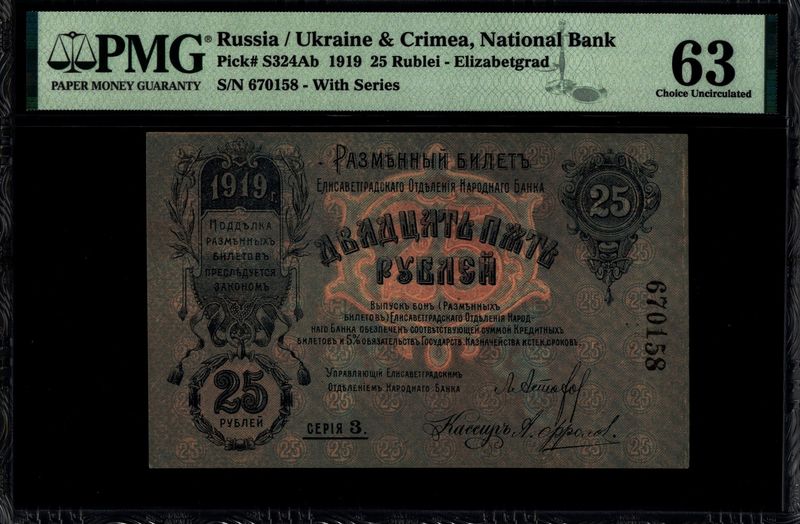 PMG®
PAPER MONEY GUARANTY
Russia / Ukraine & Crimea, National Bank
Pick# S324Ab 1919 25 Rublei - Elizabetgrad
S/N 670158 - With Series
63
Choice Uncirculated
1919 г.
Поддѣлка
размѣнныхъ
билетовъ
преслѣдуется
закономъ
25
рублей
Размѣнный билетъ
Елисаветградскаго Отдѣленія Народнаго Банка
Двадцать пять
рублей
Выпускъ бонъ (размѣнныхъ
билетовъ) Елисаветградскаго Отдѣленія Народ-
наго Банка обезпеченъ соотвѣтствующей суммой кредитныхъ
билетовъ и 5% обязательствъ Государств. Казначейства истек. сроковъ.
Управляющій Елисаветградскимъ
Отдѣленіемъ Народнаго Банка
Серія 3.
Кассиръ А. Фролов.
25
670158